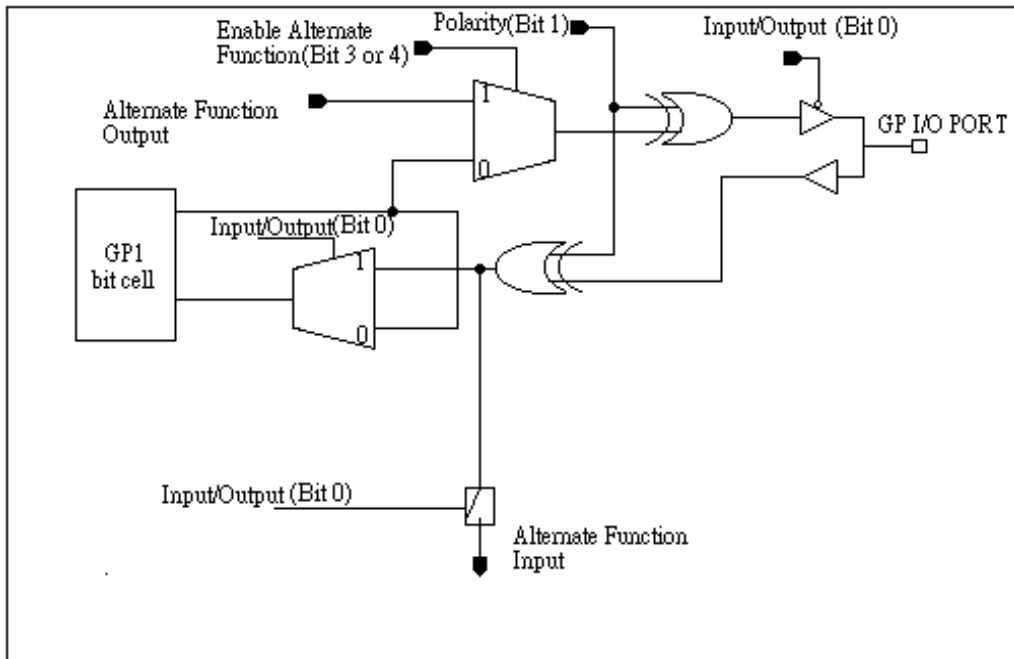 Polarity(Bit 1)
Input/Output (Bit 0)
Enable Alternate
Function(Bit 3 or 4)
Alternate Function
Output
1
0
GP I/O PORT
Input/Output(Bit 0)
GP1
bit cell
1
0
Input/Output (Bit 0)
Alternate Function
Input